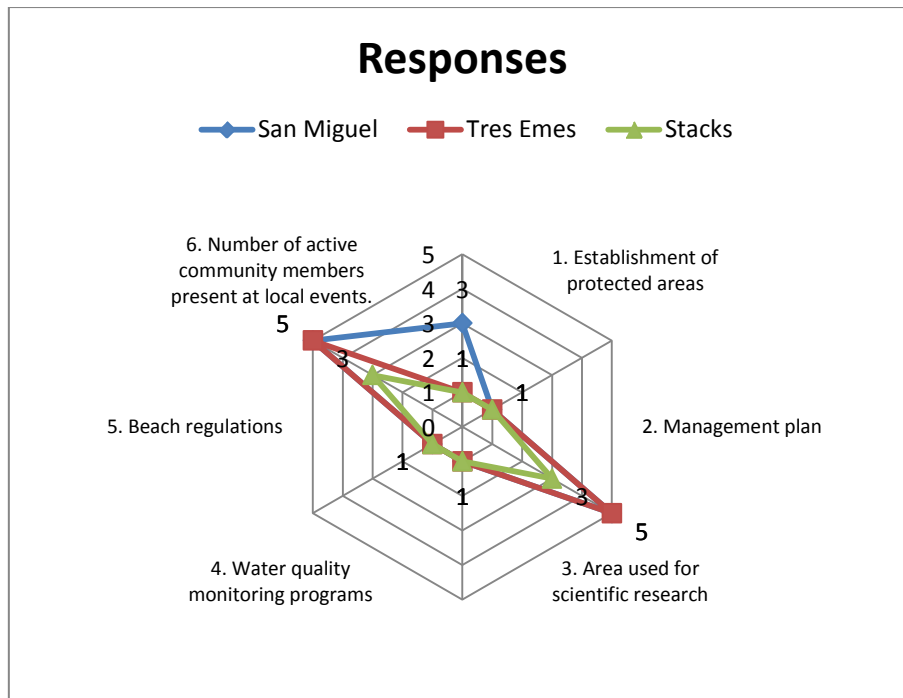 Responses
San Miguel Tres Emes Stacks
6. Number of active
community members
present at local events.
1. Establishment of
protected areas
5
4 3
3
2 1
1
0
5
3
1
5. Beach regulations
2. Management plan
1
1
3
5
4. Water quality
monitoring programs
3. Area used for
scientific research